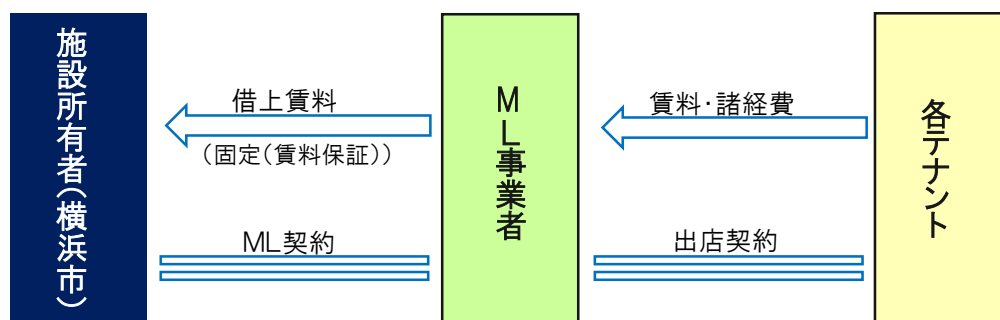 施設所有者(横浜市)
借上賃料
(固定(賃料保証))
ML契約
ML事業者
賃料・諸経費
出店契約
各テナント